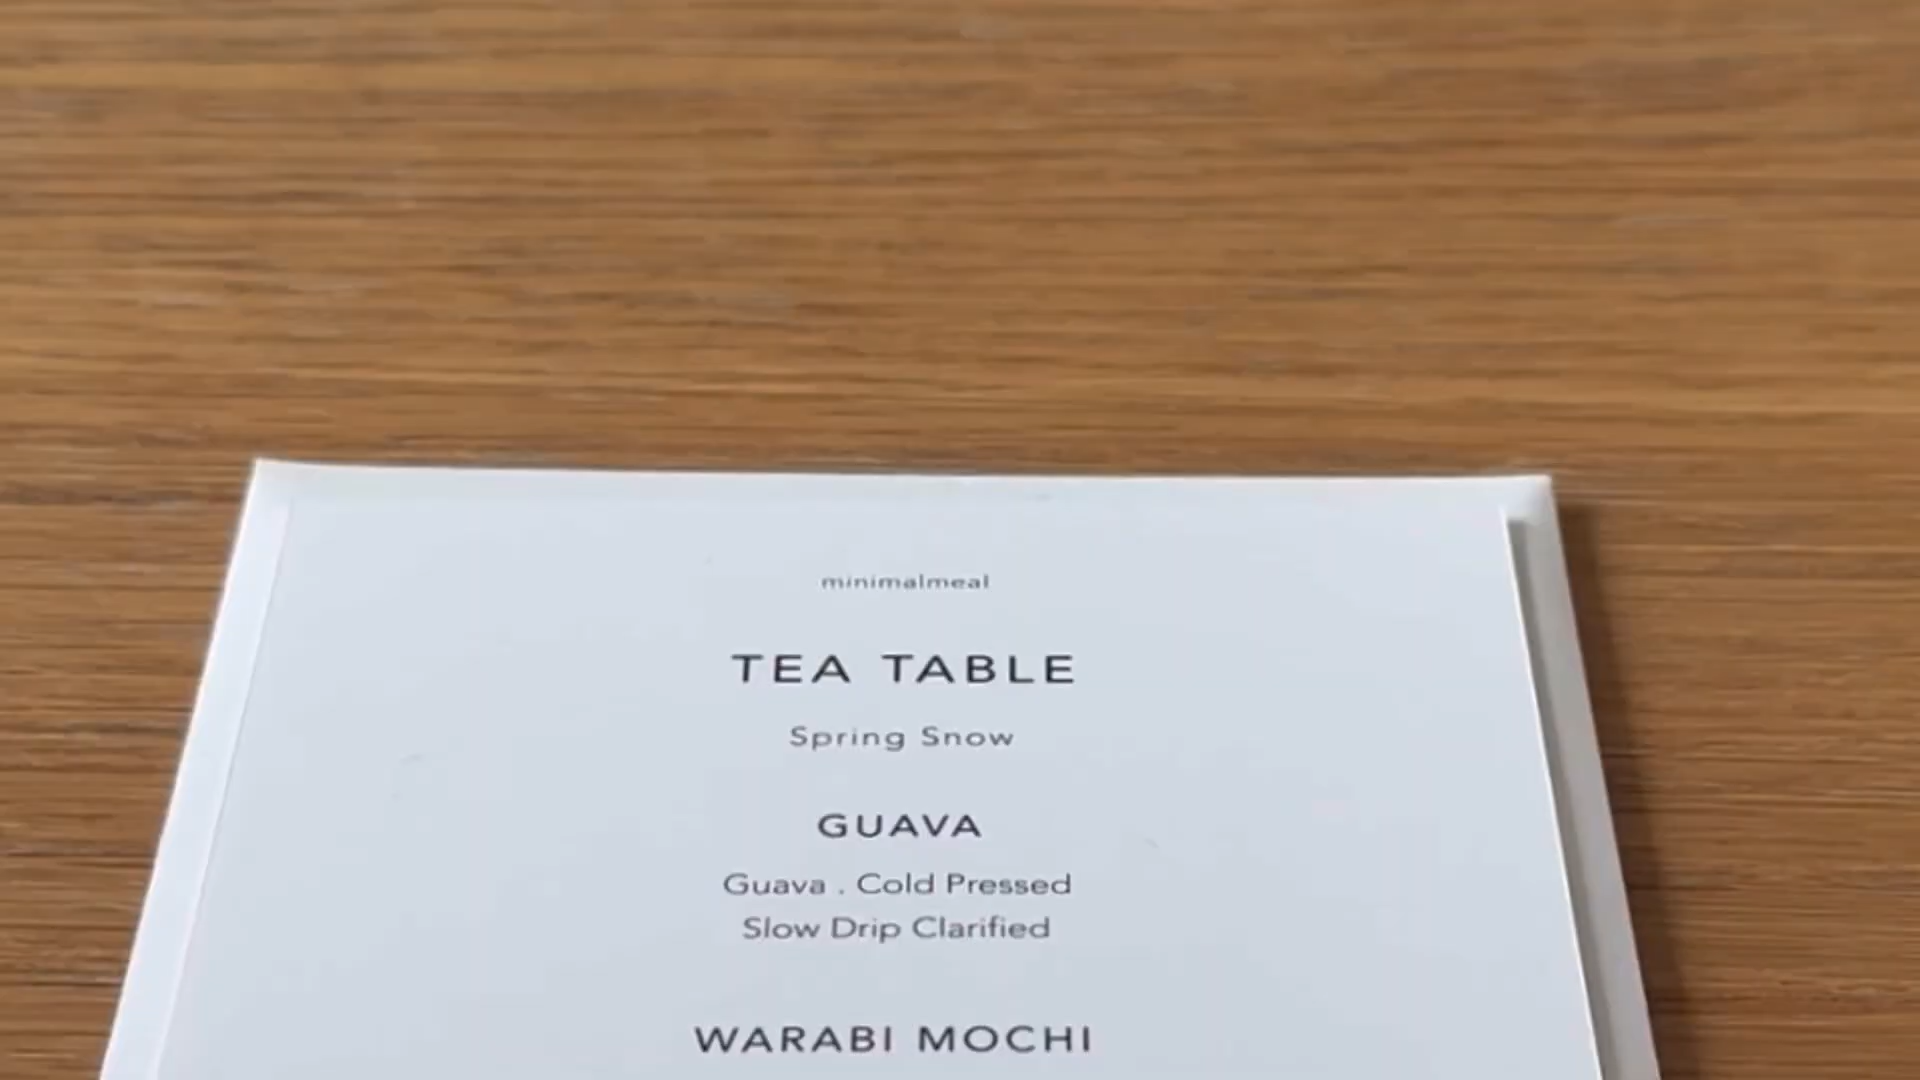 minimalmeal
TEA TABLE
Spring Snow
GUAVA
Guava . Cold Pressed
Slow Drip Clarified
WARABI MOCHI